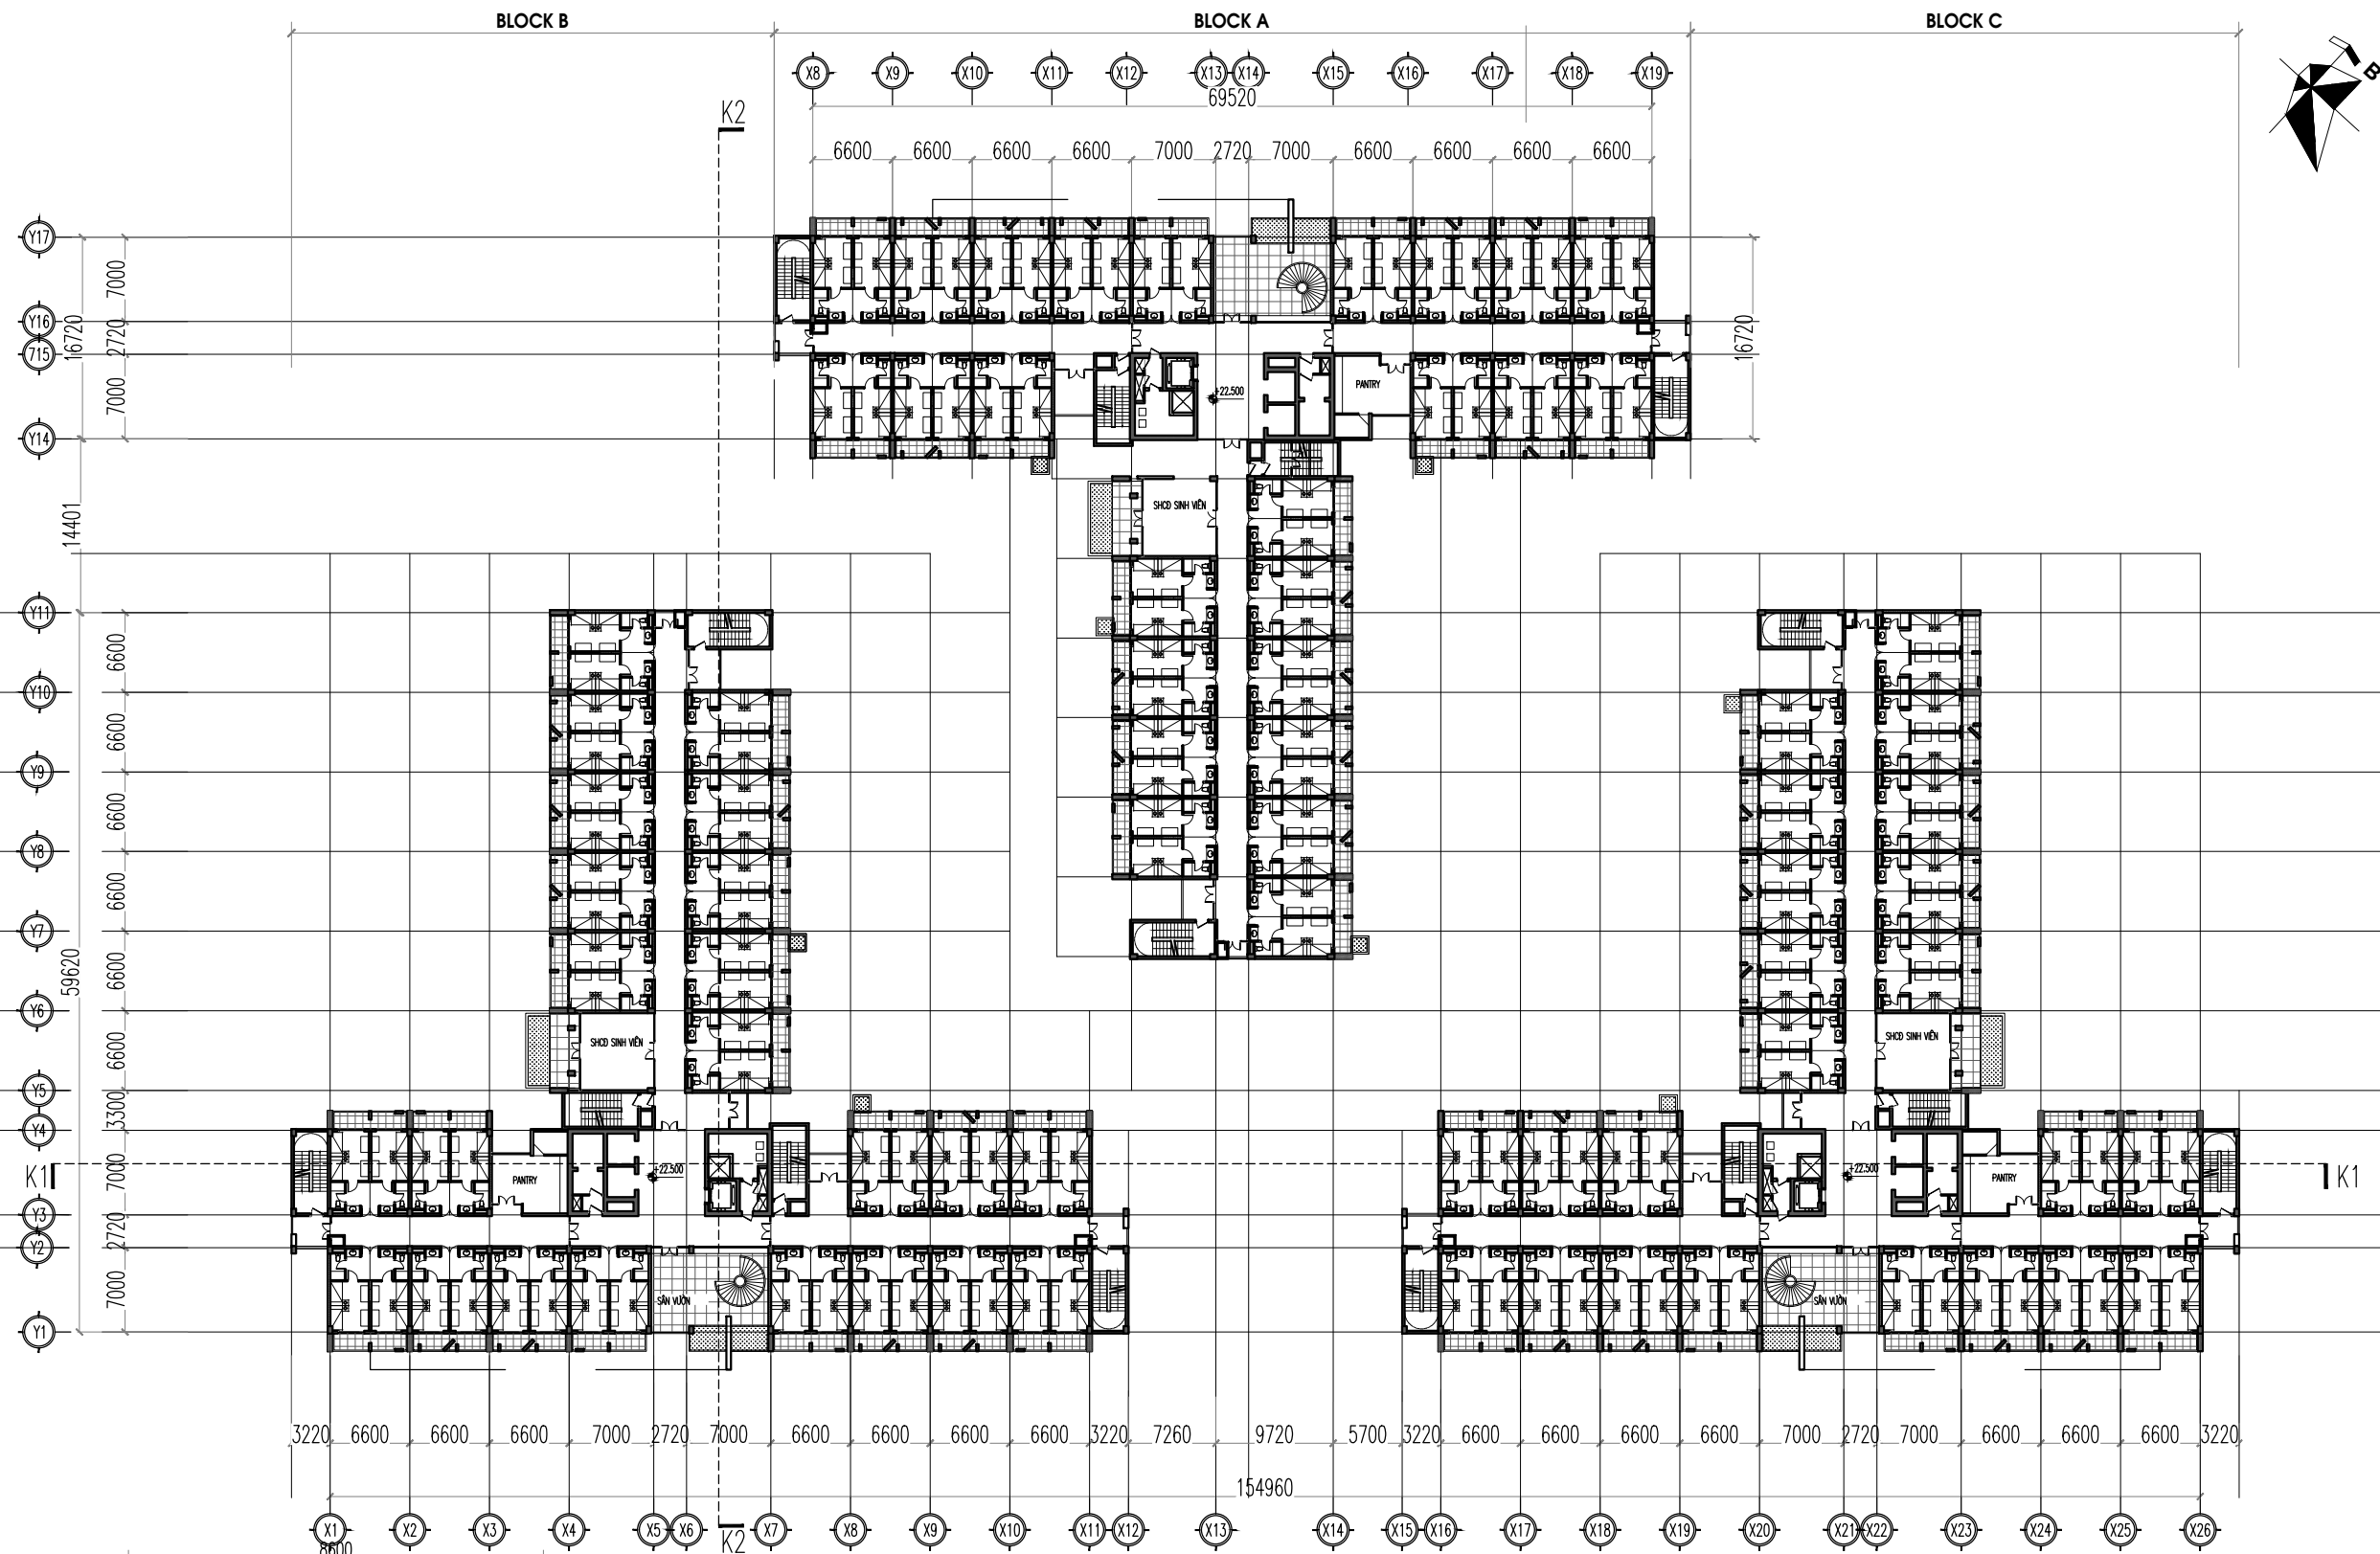 BLOCK B
BLOCK A
BLOCK C
B
X8 X9 X10 X11 X12 X13 X14 X15 X16 X17 X18 X19
69520
K2
6600 6600 6600 6600 7000 2720 7000 6600 6600 6600 6600
Y17
7000
Y16
16720
2720
16720
715
7000
PANTRY
+22.500
Y14
14401
SHCĐ SINH VIÊN
Y11
6600
Y10
6600
Y9
6600
Y8
6600
Y7
59620
6600
Y6
6600
SHCĐ SINH VIÊN
SHCĐ SINH VIÊN
Y5
3300
Y4
K1
7000
PANTRY
+22.500
+22.500
PANTRY
K1
Y3
2720
Y2
7000
SÂN VƯỜN
SÂN VƯỜN
Y1
3220 6600 6600 6600 7000 2720 7000 6600 6600 6600 6600 3220 7260 9720 5700 3220 6600 6600 6600 6600 7000 2720 7000 6600 6600 6600 3220
154960
X1 X2 X3 X4 X5 X6 X7 X8 X9 X10 X11 X12 X13 X14 X15 X16 X17 X18 X19 X20 X21 X22 X23 X24 X25 X26
K2
8600